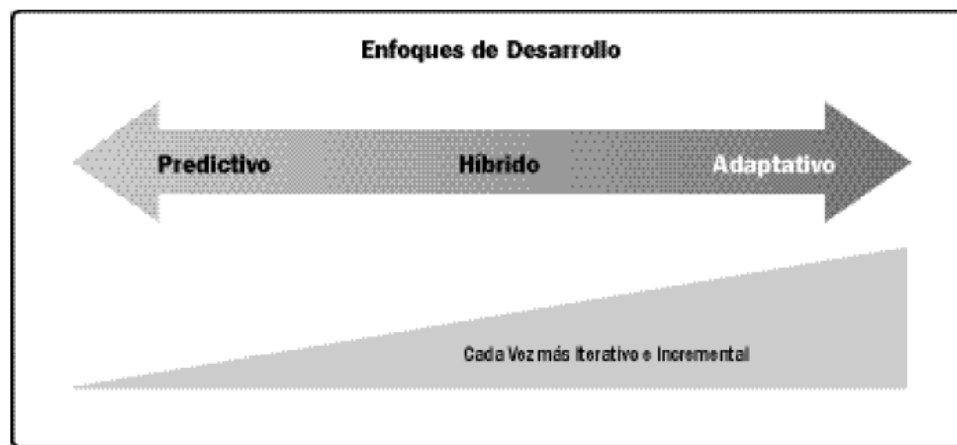 Enfoques de Desarrollo
Predictivo Híbrido Adaptativo
Cada Vez más Iterativo e Incremental